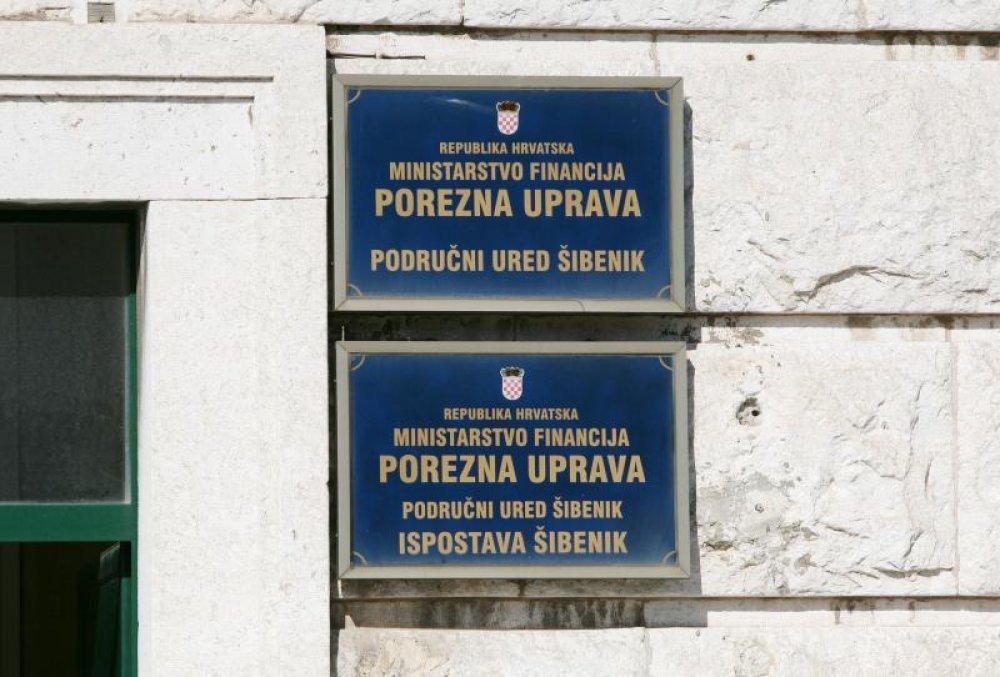 REPUBLIKA HRVATSKA
MINISTARSTVO FINANCIJA
POREZNA UPRAVA
PODRUČNI URED ŠIBENIK
REPUBLIKA HRVATSKA
MINISTARSTVO FINANCIJA
POREZNA UPRAVA
PODRUČNI URED ŠIBENIK
ISPOSTAVA ŠIBENIK